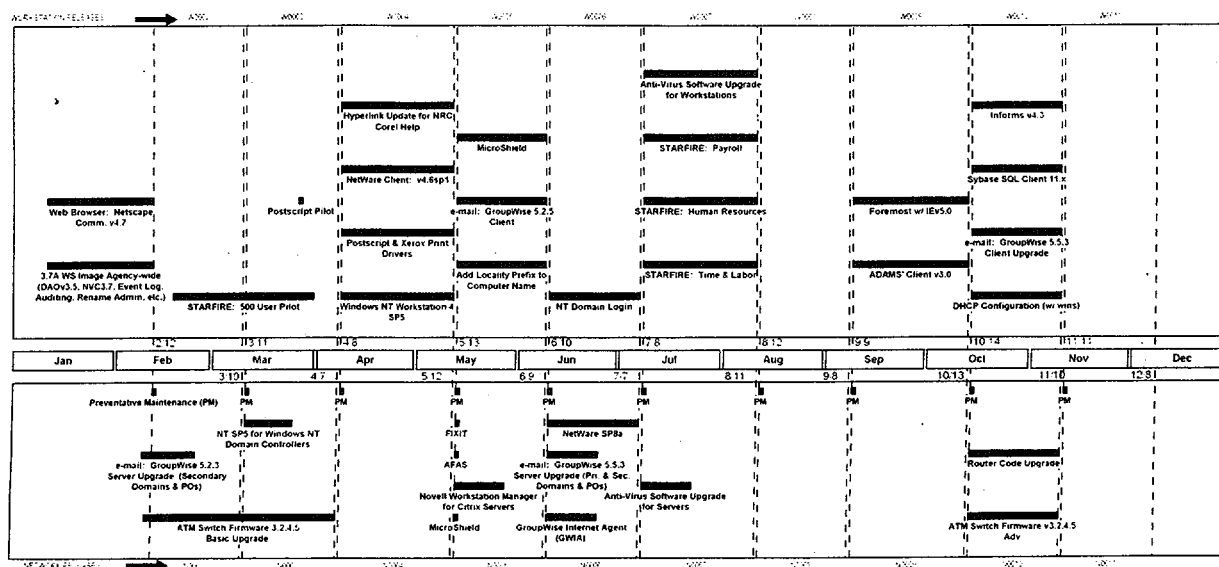 WORKSTATION RELEASES
Anti-Virus Software Upgrade
for Workstations
Hyperlink Update for NRC
Corel Help
Informs v4.3
MicroShield
STARFIRE: Payroll
NetWare Client: v4.6sp1
Sybase SQL Client 11.x
Web Browser: Netscape
Comm. v4.7
Postscript Pilot
e-mail: GroupWise 5.2.5
Client
STARFIRE: Human Resources
Foremost w/ IEv5.0
Postscript & Xerox Print
Drivers
e-mail: GroupWise 5.5.3
Client Upgrade
3.7A WS Image Agency-wide
(DAOv3.5, NVC3.7, Event Log,
Auditing, Rename Admin, etc.)
Add Locality Prefix to
Computer Name
STARFIRE: Time & Labor
ADAMS Client v3.0
STARFIRE: 500 User Pilot
Windows NT Workstation 4
SP5
NT Domain Login
DHCP Configuration (w/ wins)
2/12 3/11 4/8 5/13 6/10 7/8 8/12 9/9 10/14 11/11
Jan Feb Mar Apr May Jun Jul Aug Sep Oct Nov Dec
3/10 4/7 5/12 6/9 7/7 8/11 9/8 10/13 11/10 12/8
Preventative Maintenance (PM) PM PM PM PM PM PM PM PM PM
NT SP5 for Windows NT
Domain Controllers
FIXIT
NetWare SP8a
e-mail: GroupWise 5.2.3
Server Upgrade (Secondary
Domains & POs)
AFAS
e-mail: GroupWise 5.5.3
Server Upgrade (Pri. & Sec.
Domains & POs)
Router Code Upgrade
Novell Workstation Manager
for Citrix Servers
Anti-Virus Software Upgrade
for Servers
ATM Switch Firmware 3.2.4.5
Basic Upgrade
MicroShield
GroupWise Internet Agent
(GWIA)
ATM Switch Firmware v3.2.4.5
Adv